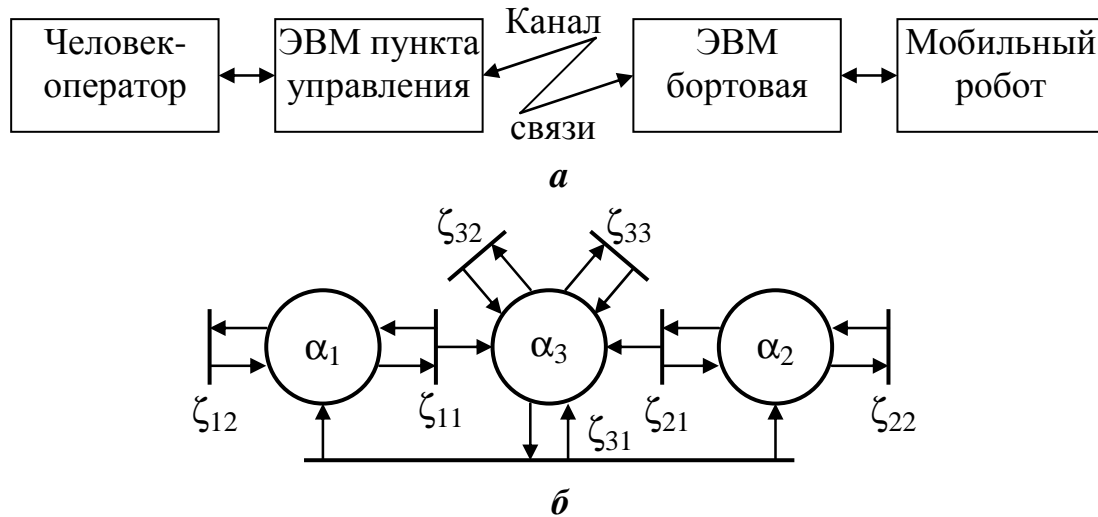 Человек-
оператор
ЭВМ пункта
управления
Канал
связи
ЭВМ
бортовая
Мобильный
робот
а
ζ32
ζ33
α1
α3
α2
ζ12
ζ11
ζ31
ζ21
ζ22
б